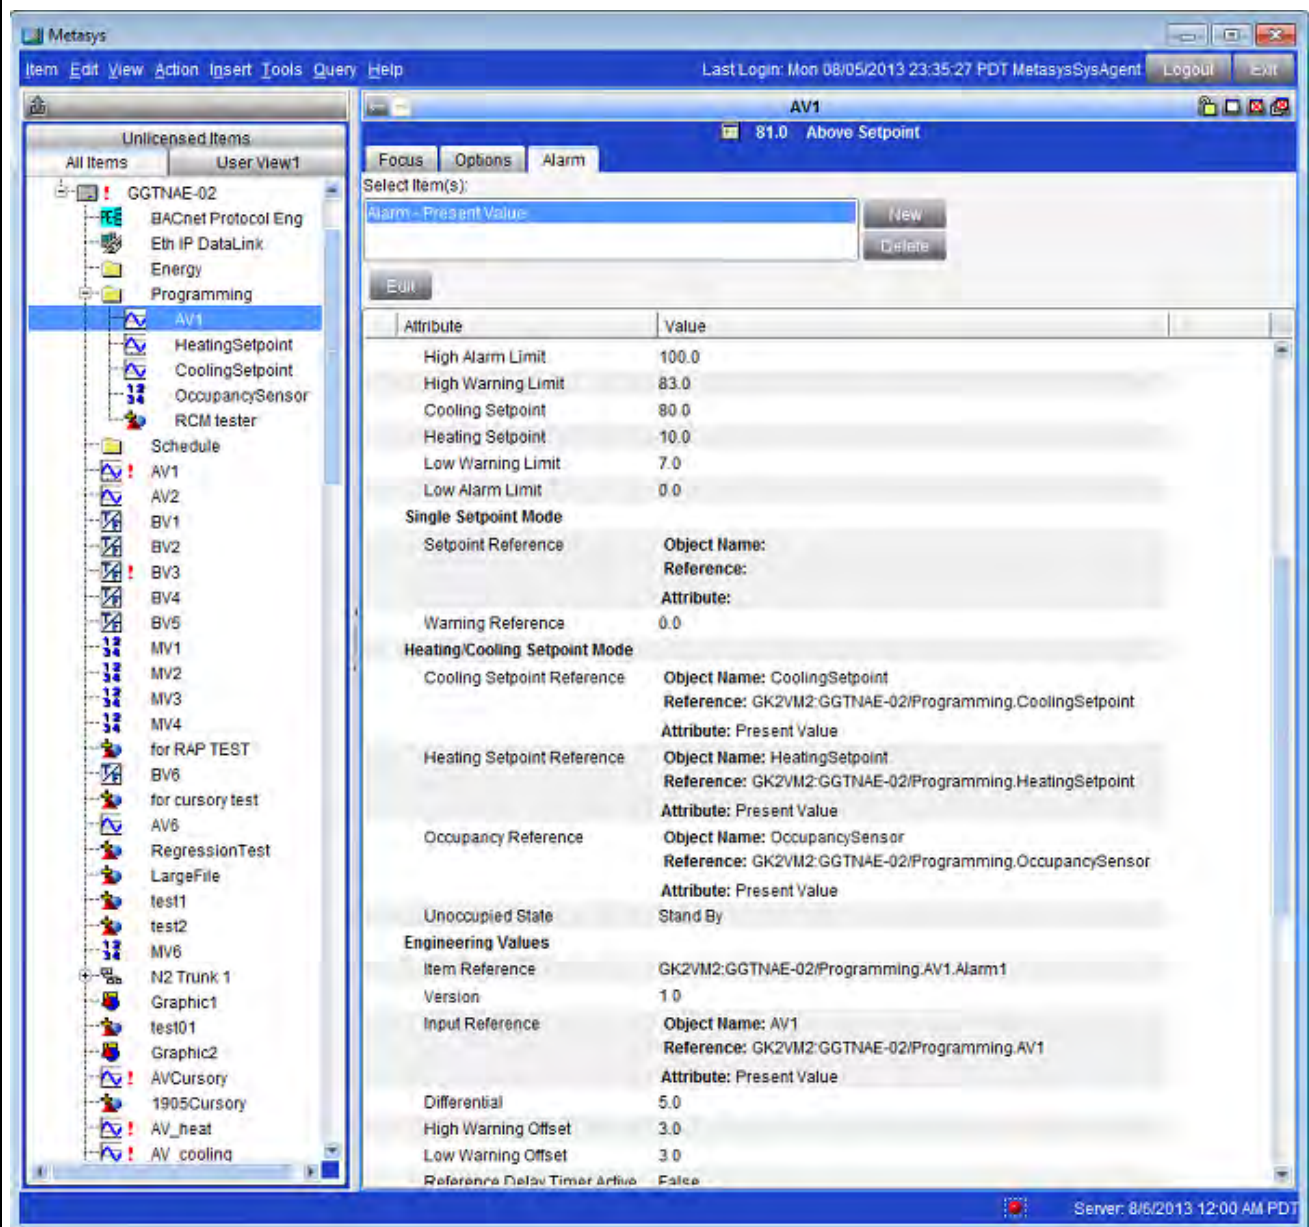 Metasys
Item Edit View Action Insert Tools Query Help
Last Login: Mon 08/05/2013 23:35:27 PDT MetasysSysAgent
Logout
Exit
AV1
81.0 Above Setpoint
Unlicensed Items
All Items
User View1
GGTNAE-02
BACnet Protocol Eng
Eth IP DataLink
Energy
Programming
AV1
HeatingSetpoint
CoolingSetpoint
OccupancySensor
RCM tester
Schedule
AV1
AV2
BV1
BV2
BV3
BV4
BV5
MV1
MV2
MV3
MV4
for RAP TEST
BV6
for cursory test
AV6
RegressionTest
LargeFile
test1
test2
MV6
N2 Trunk 1
Graphic1
test01
Graphic2
AVCursory
1905Cursory
AV_heat
AV_cooling
Focus
Options
Alarm
Select Item(s):
Alarm - Present Value
New
Delete
Edit
Attribute Value
High Alarm Limit 100.0
High Warning Limit 83.0
Cooling Setpoint 80.0
Heating Setpoint 10.0
Low Warning Limit 7.0
Low Alarm Limit 0.0
Single Setpoint Mode
Setpoint Reference Object Name:
Reference:
Attribute:
Warning Reference 0.0
Heating/Cooling Setpoint Mode
Cooling Setpoint Reference Object Name: CoolingSetpoint
Reference: GK2VM2:GGTNAE-02/Programming.CoolingSetpoint
Attribute: Present Value
Heating Setpoint Reference Object Name: HeatingSetpoint
Reference: GK2VM2:GGTNAE-02/Programming.HeatingSetpoint
Attribute: Present Value
Occupancy Reference Object Name: OccupancySensor
Reference: GK2VM2:GGTNAE-02/Programming.OccupancySensor
Attribute: Present Value
Unoccupied State Stand By
Engineering Values
Item Reference GK2VM2:GGTNAE-02/Programming.AV1.Alarm1
Version 1.0
Input Reference Object Name: AV1
Reference: GK2VM2:GGTNAE-02/Programming.AV1
Attribute: Present Value
Differential 5.0
High Warning Offset 3.0
Low Warning Offset 3.0
Reference Delay Timer Active False
Server: 8/6/2013 12:00 AM PDT